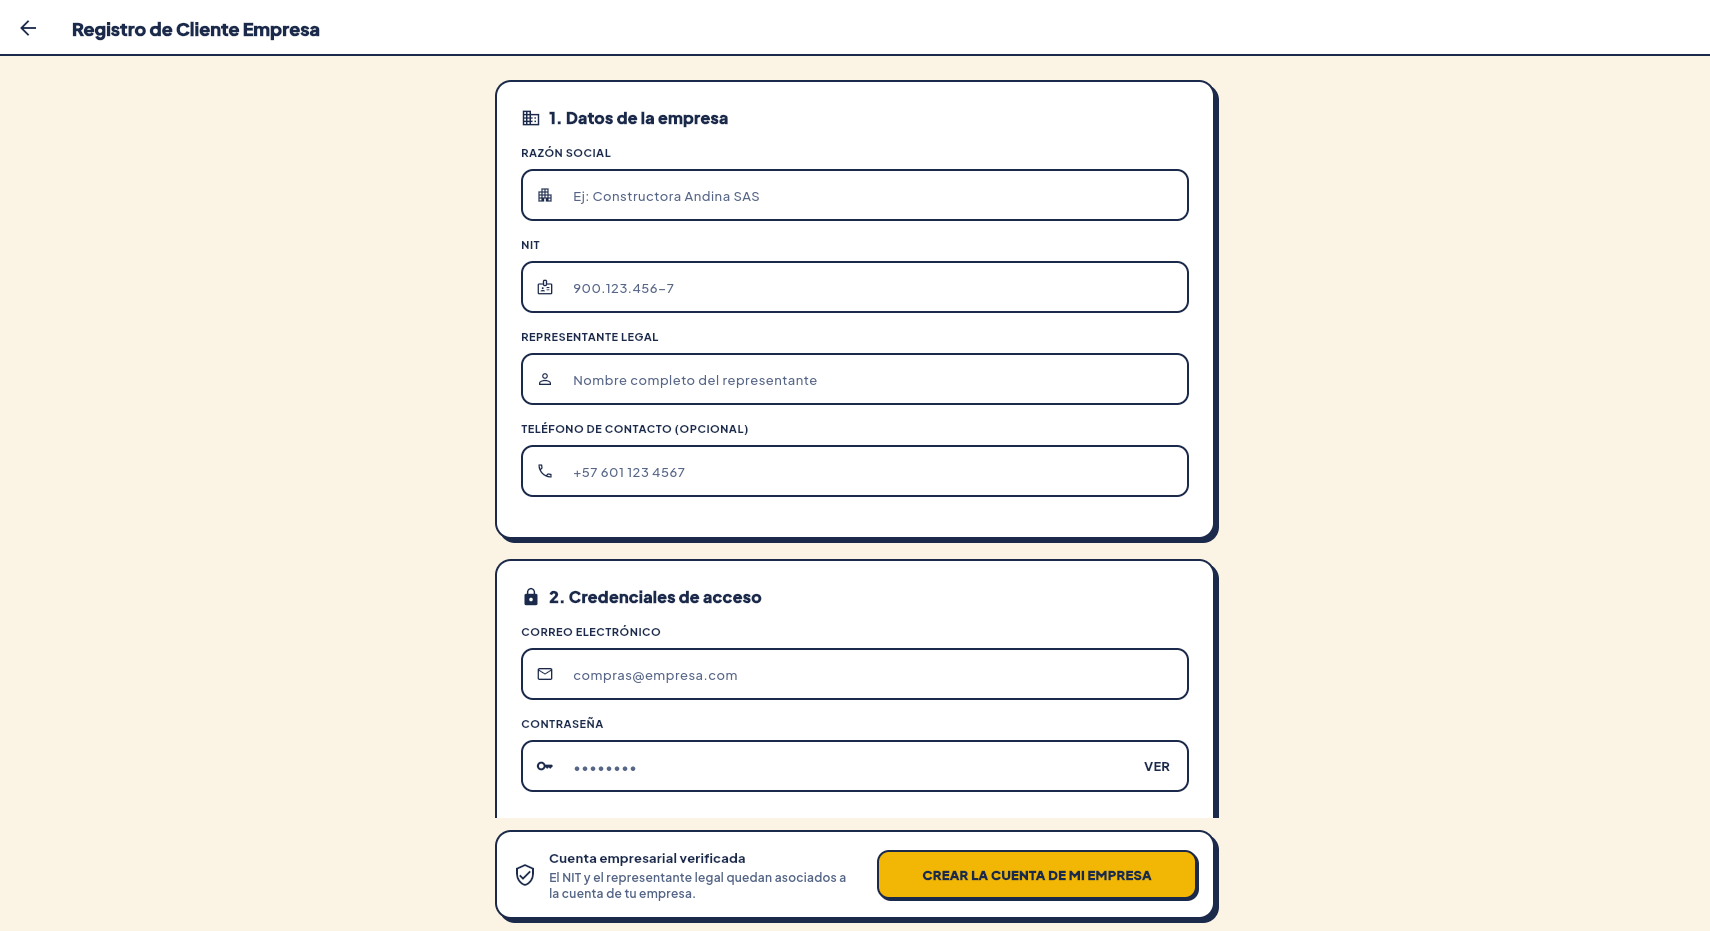 Registro de Cliente Empresa
1. Datos de la empresa
RAZÓN SOCIAL
Ej: Constructora Andina SAS
NIT
900.123.456-7
REPRESENTANTE LEGAL
Nombre completo del representante
TELÉFONO DE CONTACTO (OPCIONAL)
+57 601 123 4567
2. Credenciales de acceso
CORREO ELECTRÓNICO
compras@empresa.com
CONTRASEÑA
•••••••• VER
Cuenta empresarial verificada
El NIT y el representante legal quedan asociados a
la cuenta de tu empresa.
CREAR LA CUENTA DE MI EMPRESA